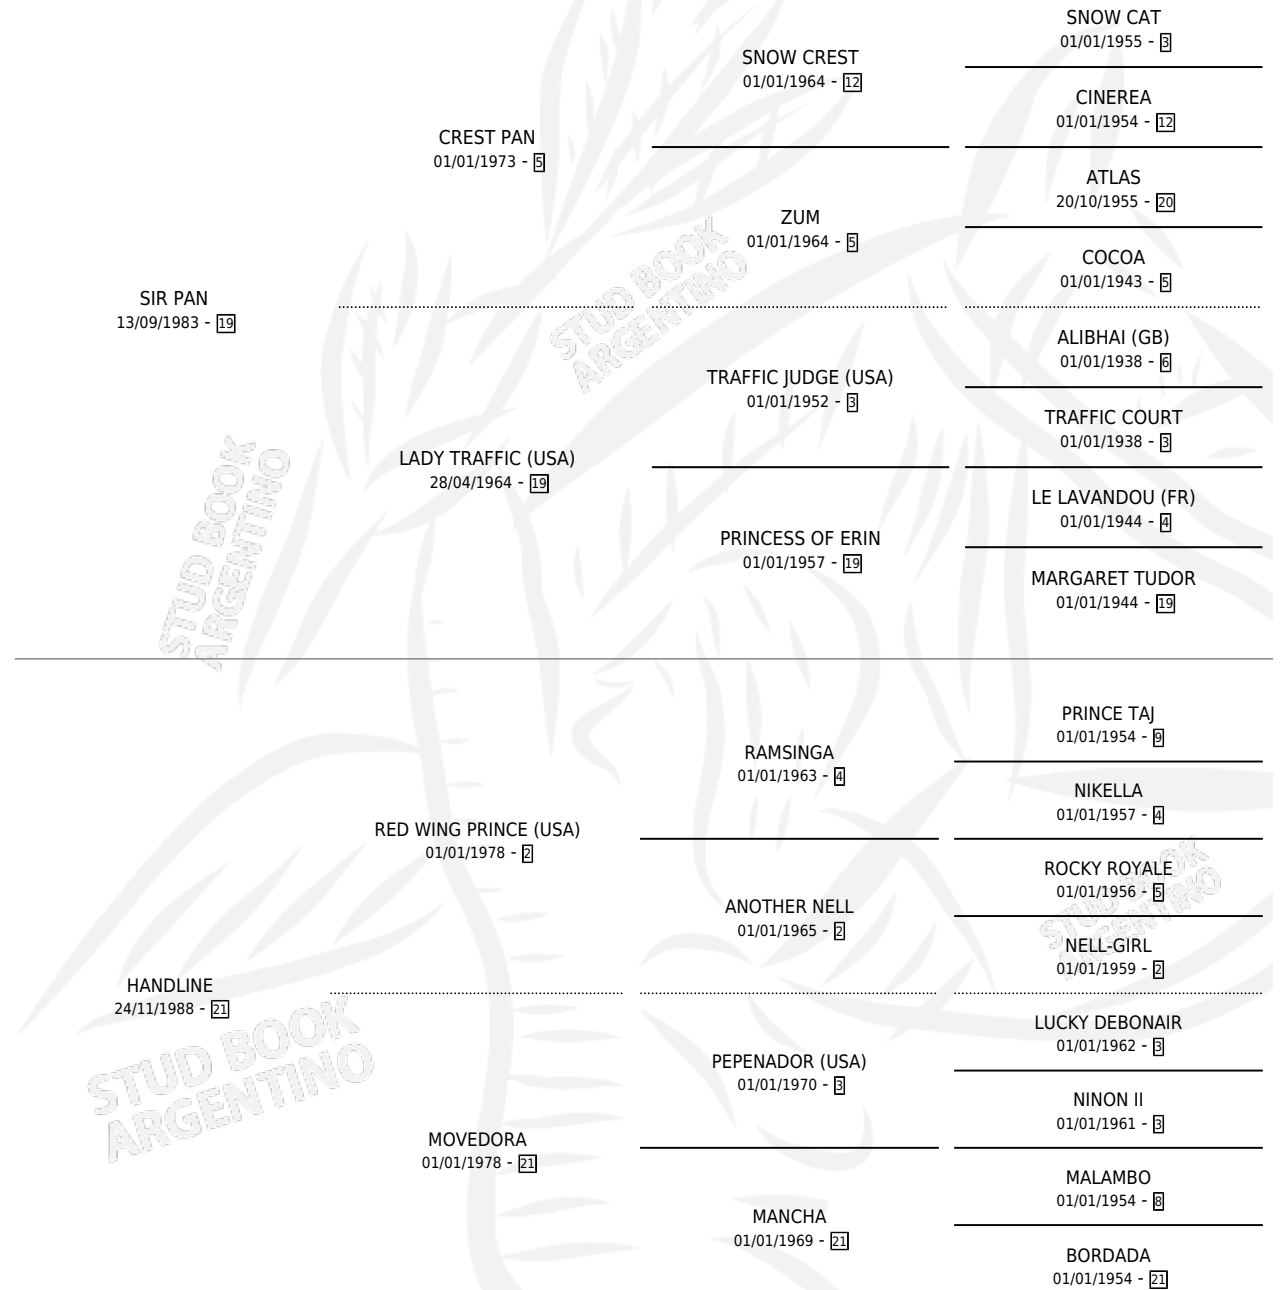 SNOW CAT
01/01/1955 - 3
SNOW CREST
01/01/1964 - 12
CINEREA
01/01/1954 - 12
CREST PAN
01/01/1973 - 5
ATLAS
20/10/1955 - 20
ZUM
01/01/1964 - 5
COCOA
01/01/1943 - 5
SIR PAN
13/09/1983 - 19
ALIBHAI (GB)
01/01/1938 - 6
TRAFFIC JUDGE (USA)
01/01/1952 - 3
TRAFFIC COURT
01/01/1938 - 3
LADY TRAFFIC (USA)
28/04/1964 - 19
LE LAVANDOU (FR)
01/01/1944 - 4
PRINCESS OF ERIN
01/01/1957 - 19
MARGARET TUDOR
01/01/1944 - 19
PRINCE TAJ
01/01/1954 - 9
RAMSINGA
01/01/1963 - 4
NIKELLA
01/01/1957 - 4
RED WING PRINCE (USA)
01/01/1978 - 2
ROCKY ROYALE
01/01/1956 - 5
ANOTHER NELL
01/01/1965 - 2
NELL-GIRL
01/01/1959 - 2
HANDLINE
24/11/1988 - 21
LUCKY DEBONAIR
01/01/1962 - 3
PEPENADOR (USA)
01/01/1970 - 3
NINON II
01/01/1961 - 3
MOVEDORA
01/01/1978 - 21
MALAMBO
01/01/1954 - 8
MANCHA
01/01/1969 - 21
BORDADA
01/01/1954 - 21
STUD BOOK
ARGENTINO
STUD BOOK
ARGENTINO
STUD BOOK
ARGENTINO
STUD BOOK
ARGENTINO